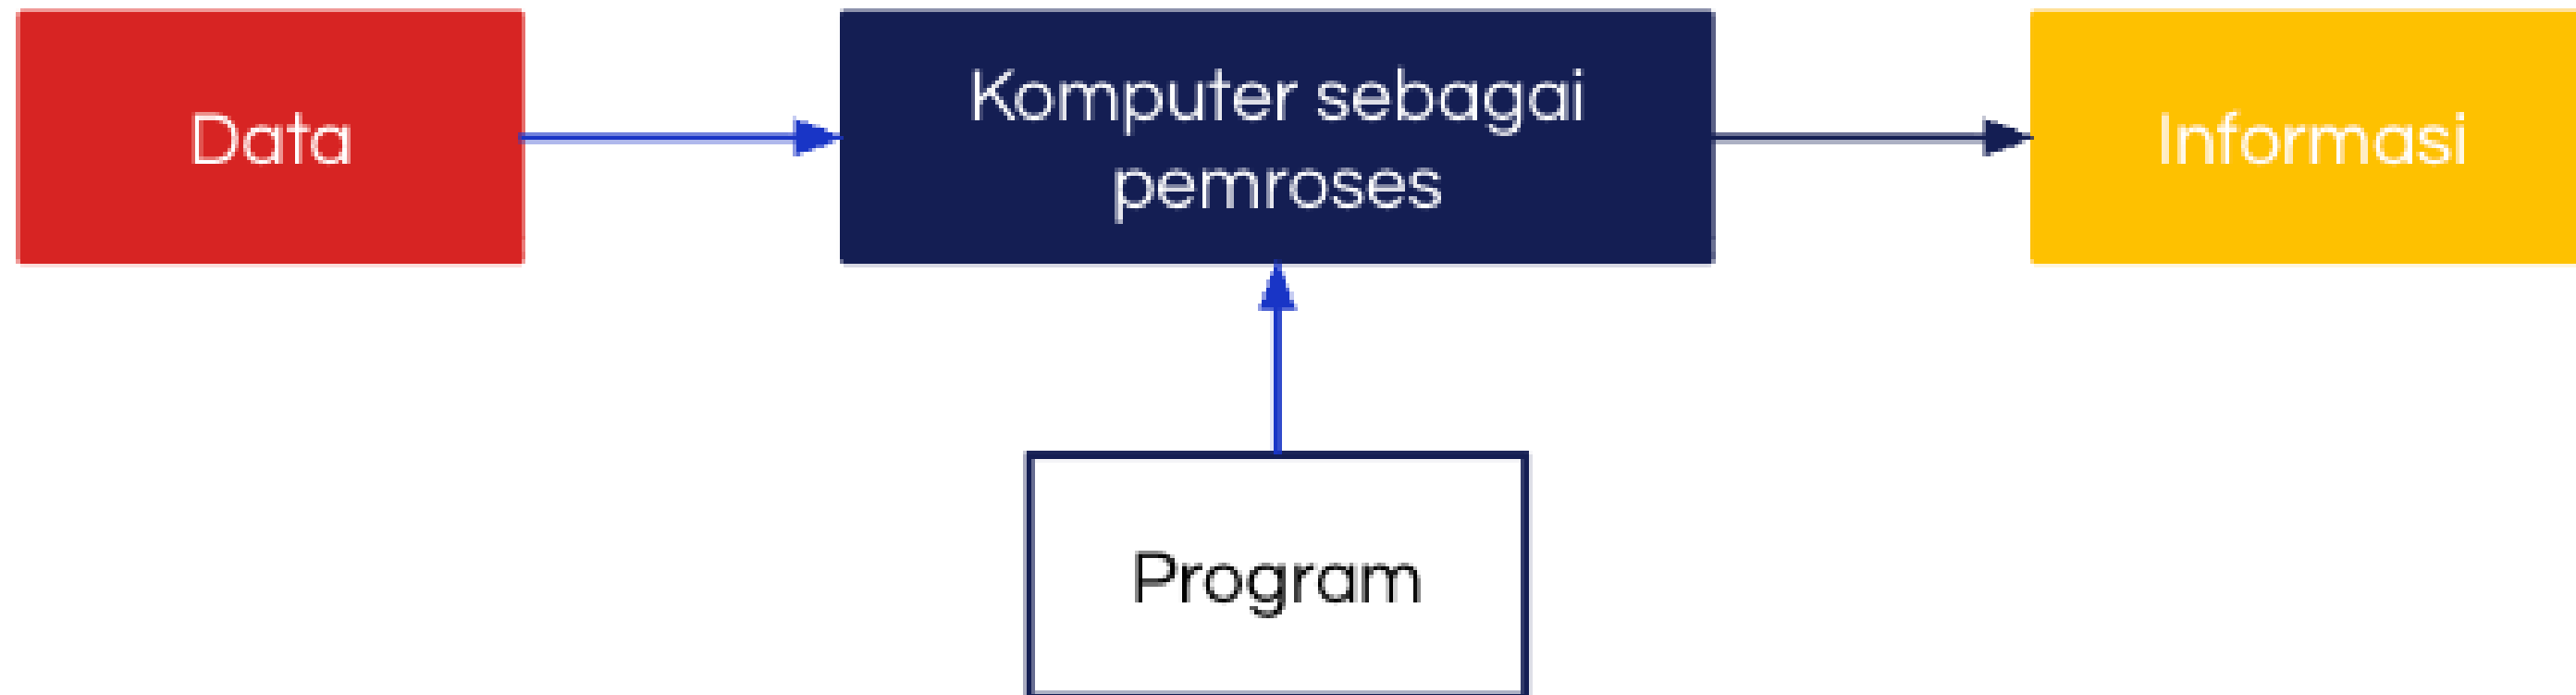 Data
Komputer sebagai
pemroses
Informasi
Program